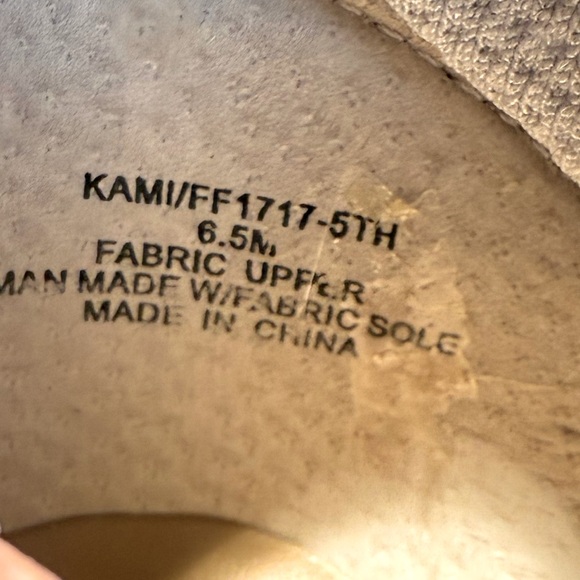 KAMI/FF1717-5TH
6.5M
FABRIC UPPER
MAN MADE W/FABRIC SOLE
MADE IN CHINA